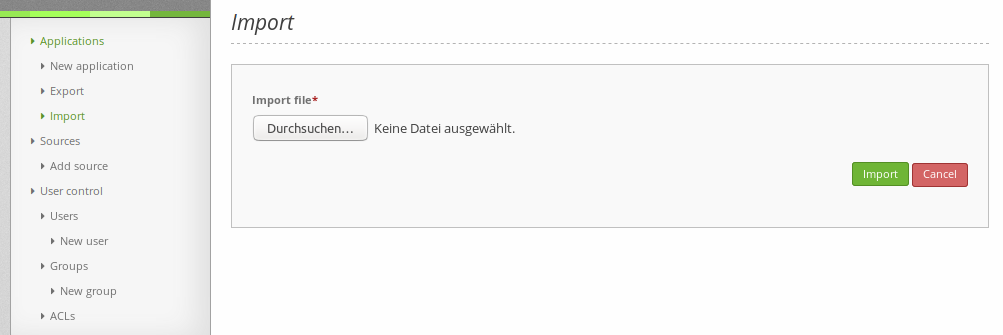 Applications
New application
Export
Import
Sources
Add source
User control
Users
New user
Groups
New group
ACLs
Import
Import file*
Durchsuchen... Keine Datei ausgewählt.
Import Cancel